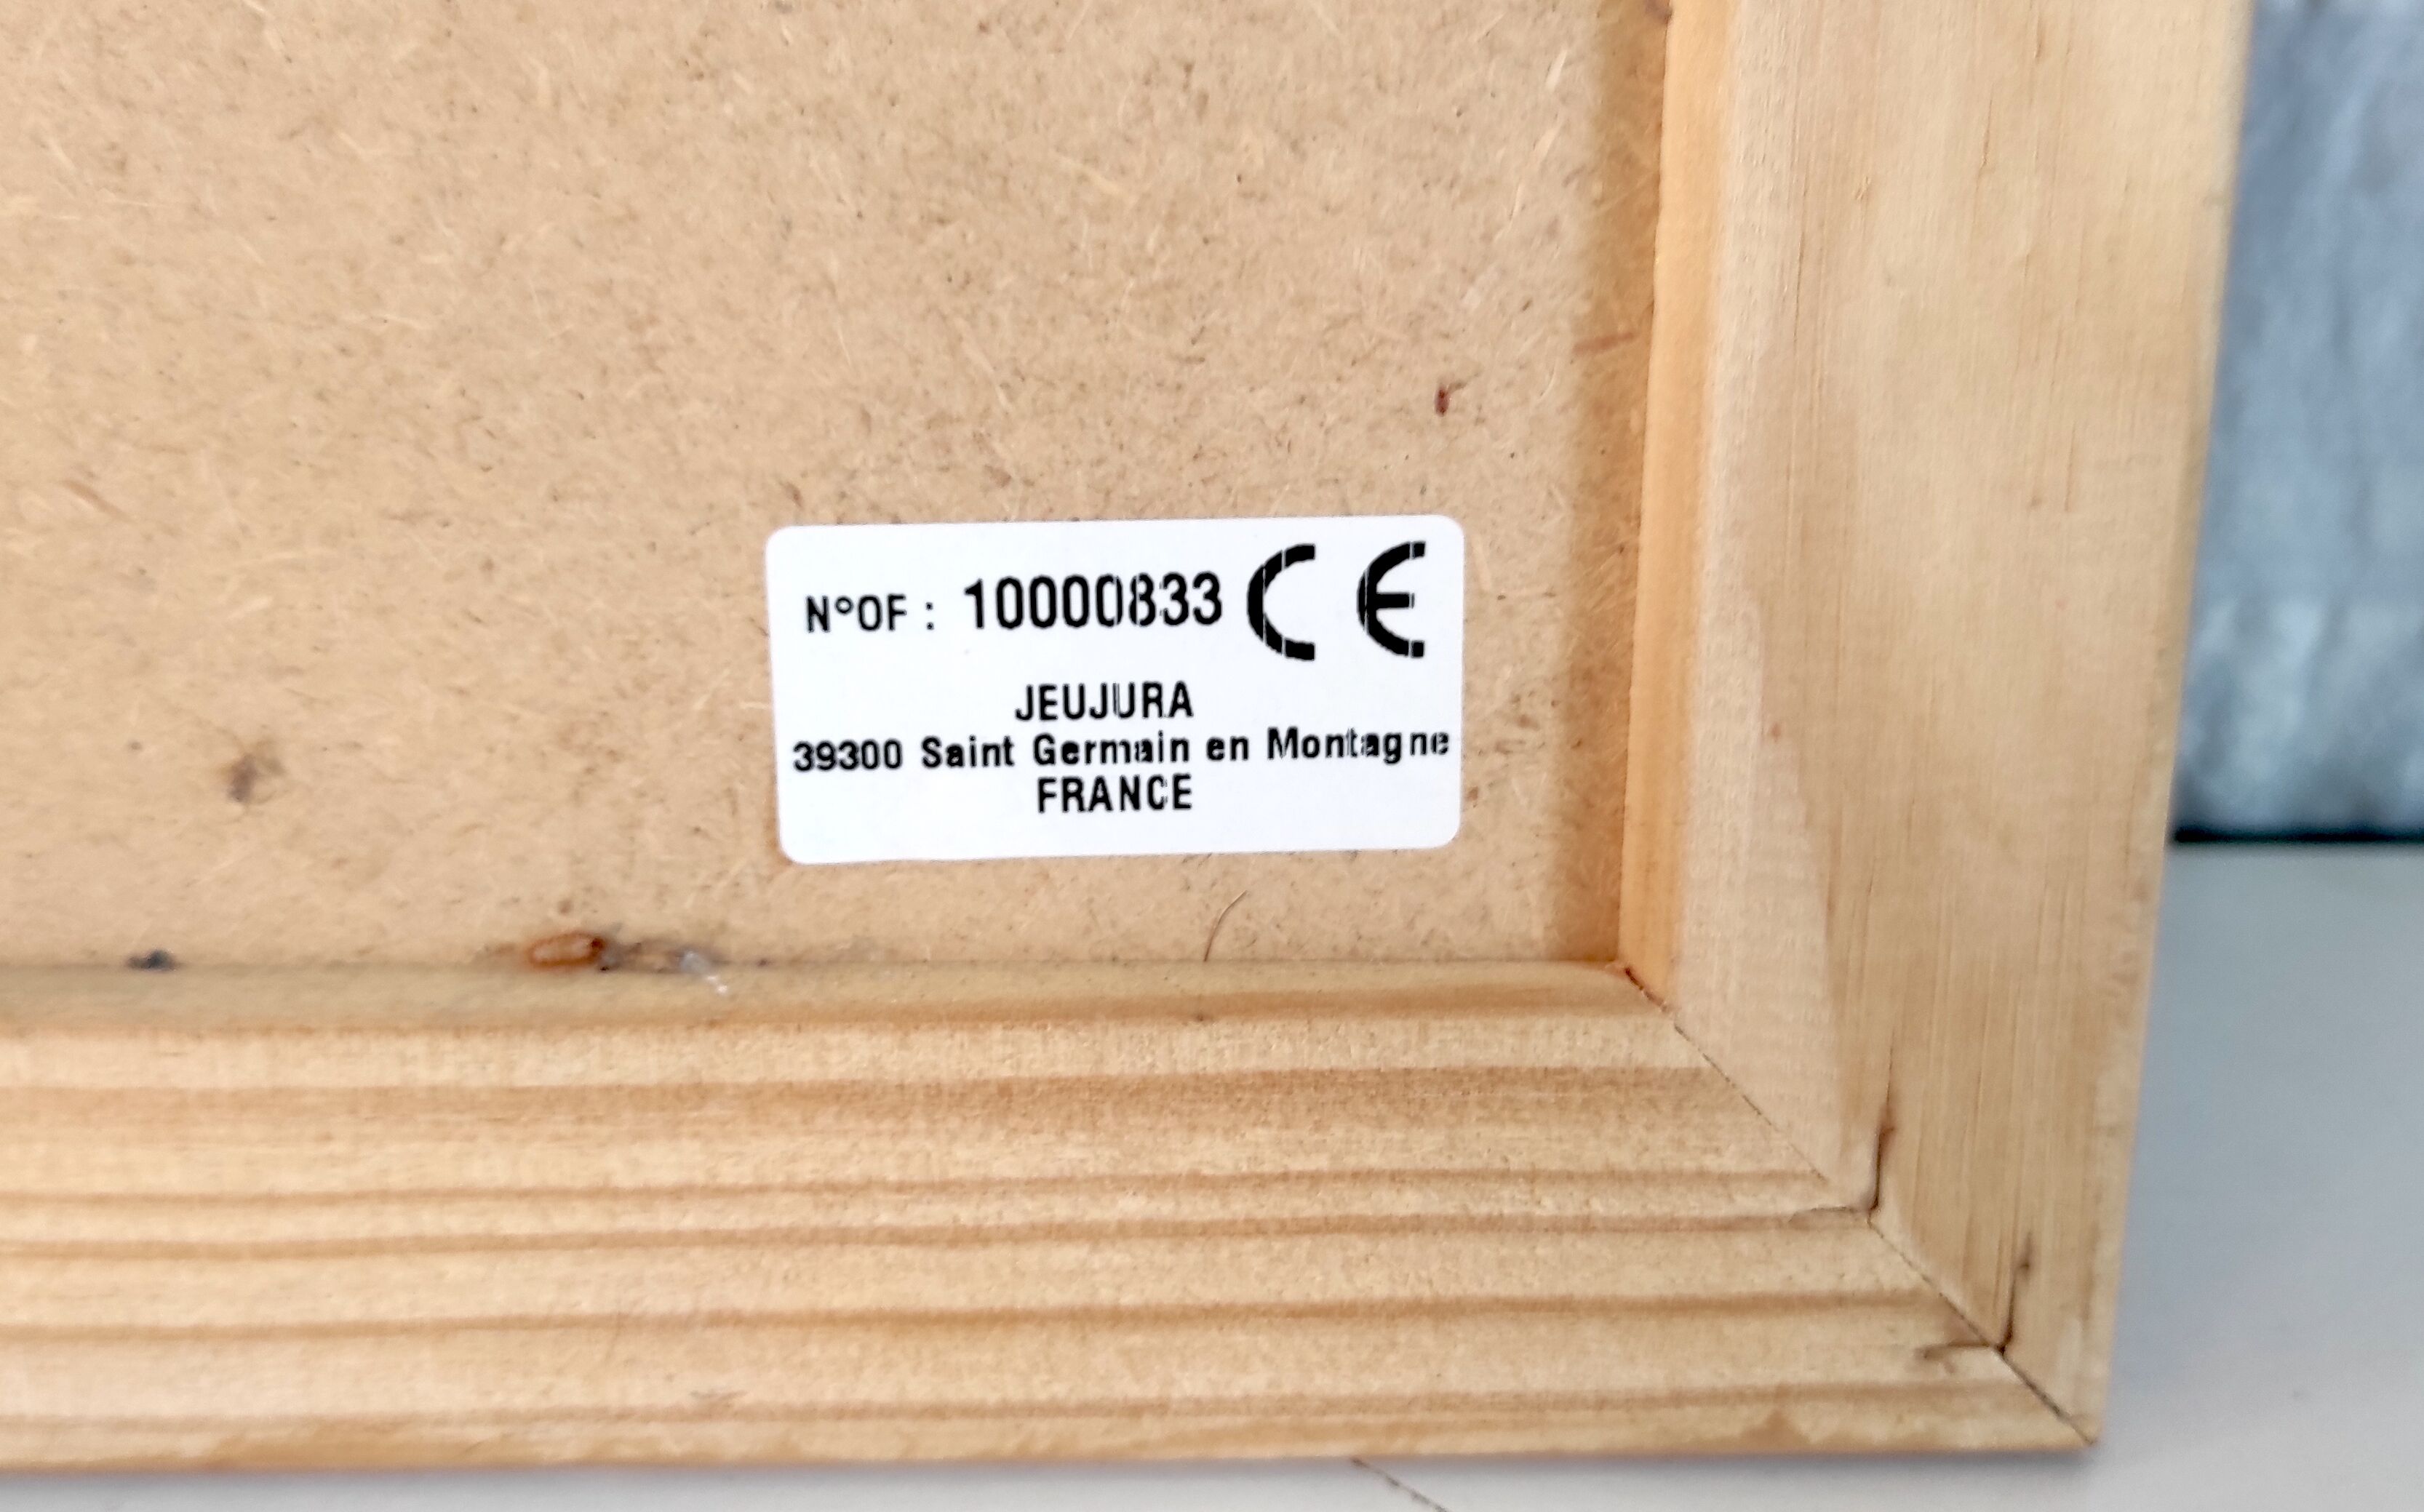 N°OF : 10000833 CE
JEUJURA
39300 Saint Germain en Montagne
FRANCE